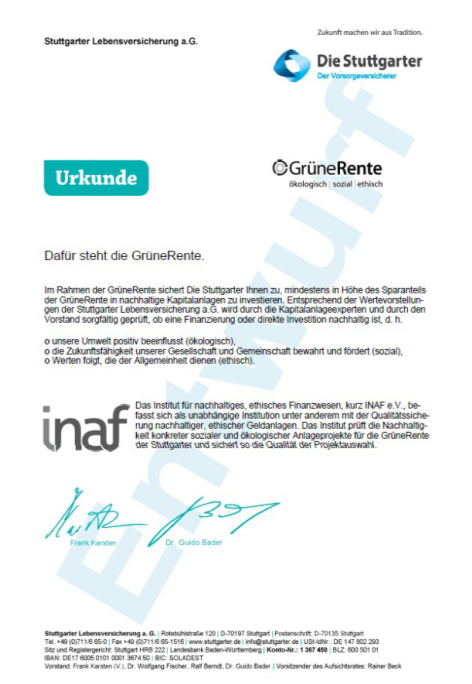 Stuttgarter Lebensversicherung a.G.
Zukunft machen wir aus Tradition.
Die Stuttgarter
Der Vorsorgeversicherer
Urkunde
GrüneRente
ökologisch | sozial | ethisch
Dafür steht die GrüneRente.
Im Rahmen der GrüneRente sichert Die Stuttgarter Ihnen zu, mindestens in Höhe des Sparanteils
der GrüneRente in nachhaltige Kapitalanlagen zu investieren. Entsprechend der Wertevorstellun-
gen der Stuttgarter Lebensversicherung a.G. wird durch die Kapitalanlageexperten und durch den
Vorstand sorgfältig geprüft, ob eine Finanzierung oder direkte Investition nachhaltig ist, d. h.
o unsere Umwelt positiv beeinflusst (ökologisch),
o die Zukunftsfähigkeit unserer Gesellschaft und Gemeinschaft bewahrt und fördert (sozial),
o Werten folgt, die der Allgemeinheit dienen (ethisch).
inaf
Das Institut für nachhaltiges, ethisches Finanzwesen, kurz INAF e.V., be-
fasst sich als unabhängige Institution unter anderem mit der Qualitätssiche-
rung nachhaltiger, ethischer Geldanlagen. Das Institut prüft die Nachhaltig-
keit konkreter sozialer und ökologischer Anlageprojekte für die GrüneRente
der Stuttgarter und sichert so die Qualität der Projektauswahl.
Entwurf
Frank Karsten
Dr. Guido Bader
Stuttgarter Lebensversicherung a. G. | Rotebühlstraße 120 | D-70197 Stuttgart | Postanschrift: D-70135 Stuttgart
Tel. +49 (0)711/6 65-0 | Fax +49 (0)711/6 65-1516 | www.stuttgarter.de | info@stuttgarter.de | USt-IdNr.: DE 147 802 293
Sitz und Registergericht: Stuttgart HRB 222 | Landesbank Baden-Württemberg | Konto-Nr.: 1 367 450 | BLZ: 600 501 01
IBAN: DE17 6005 0101 0001 3674 50 | BIC: SOLADEST
Vorstand: Frank Karsten (V.), Dr. Wolfgang Fischer, Ralf Berndt, Dr. Guido Bader | Vorsitzender des Aufsichtsrates: Rainer Beck